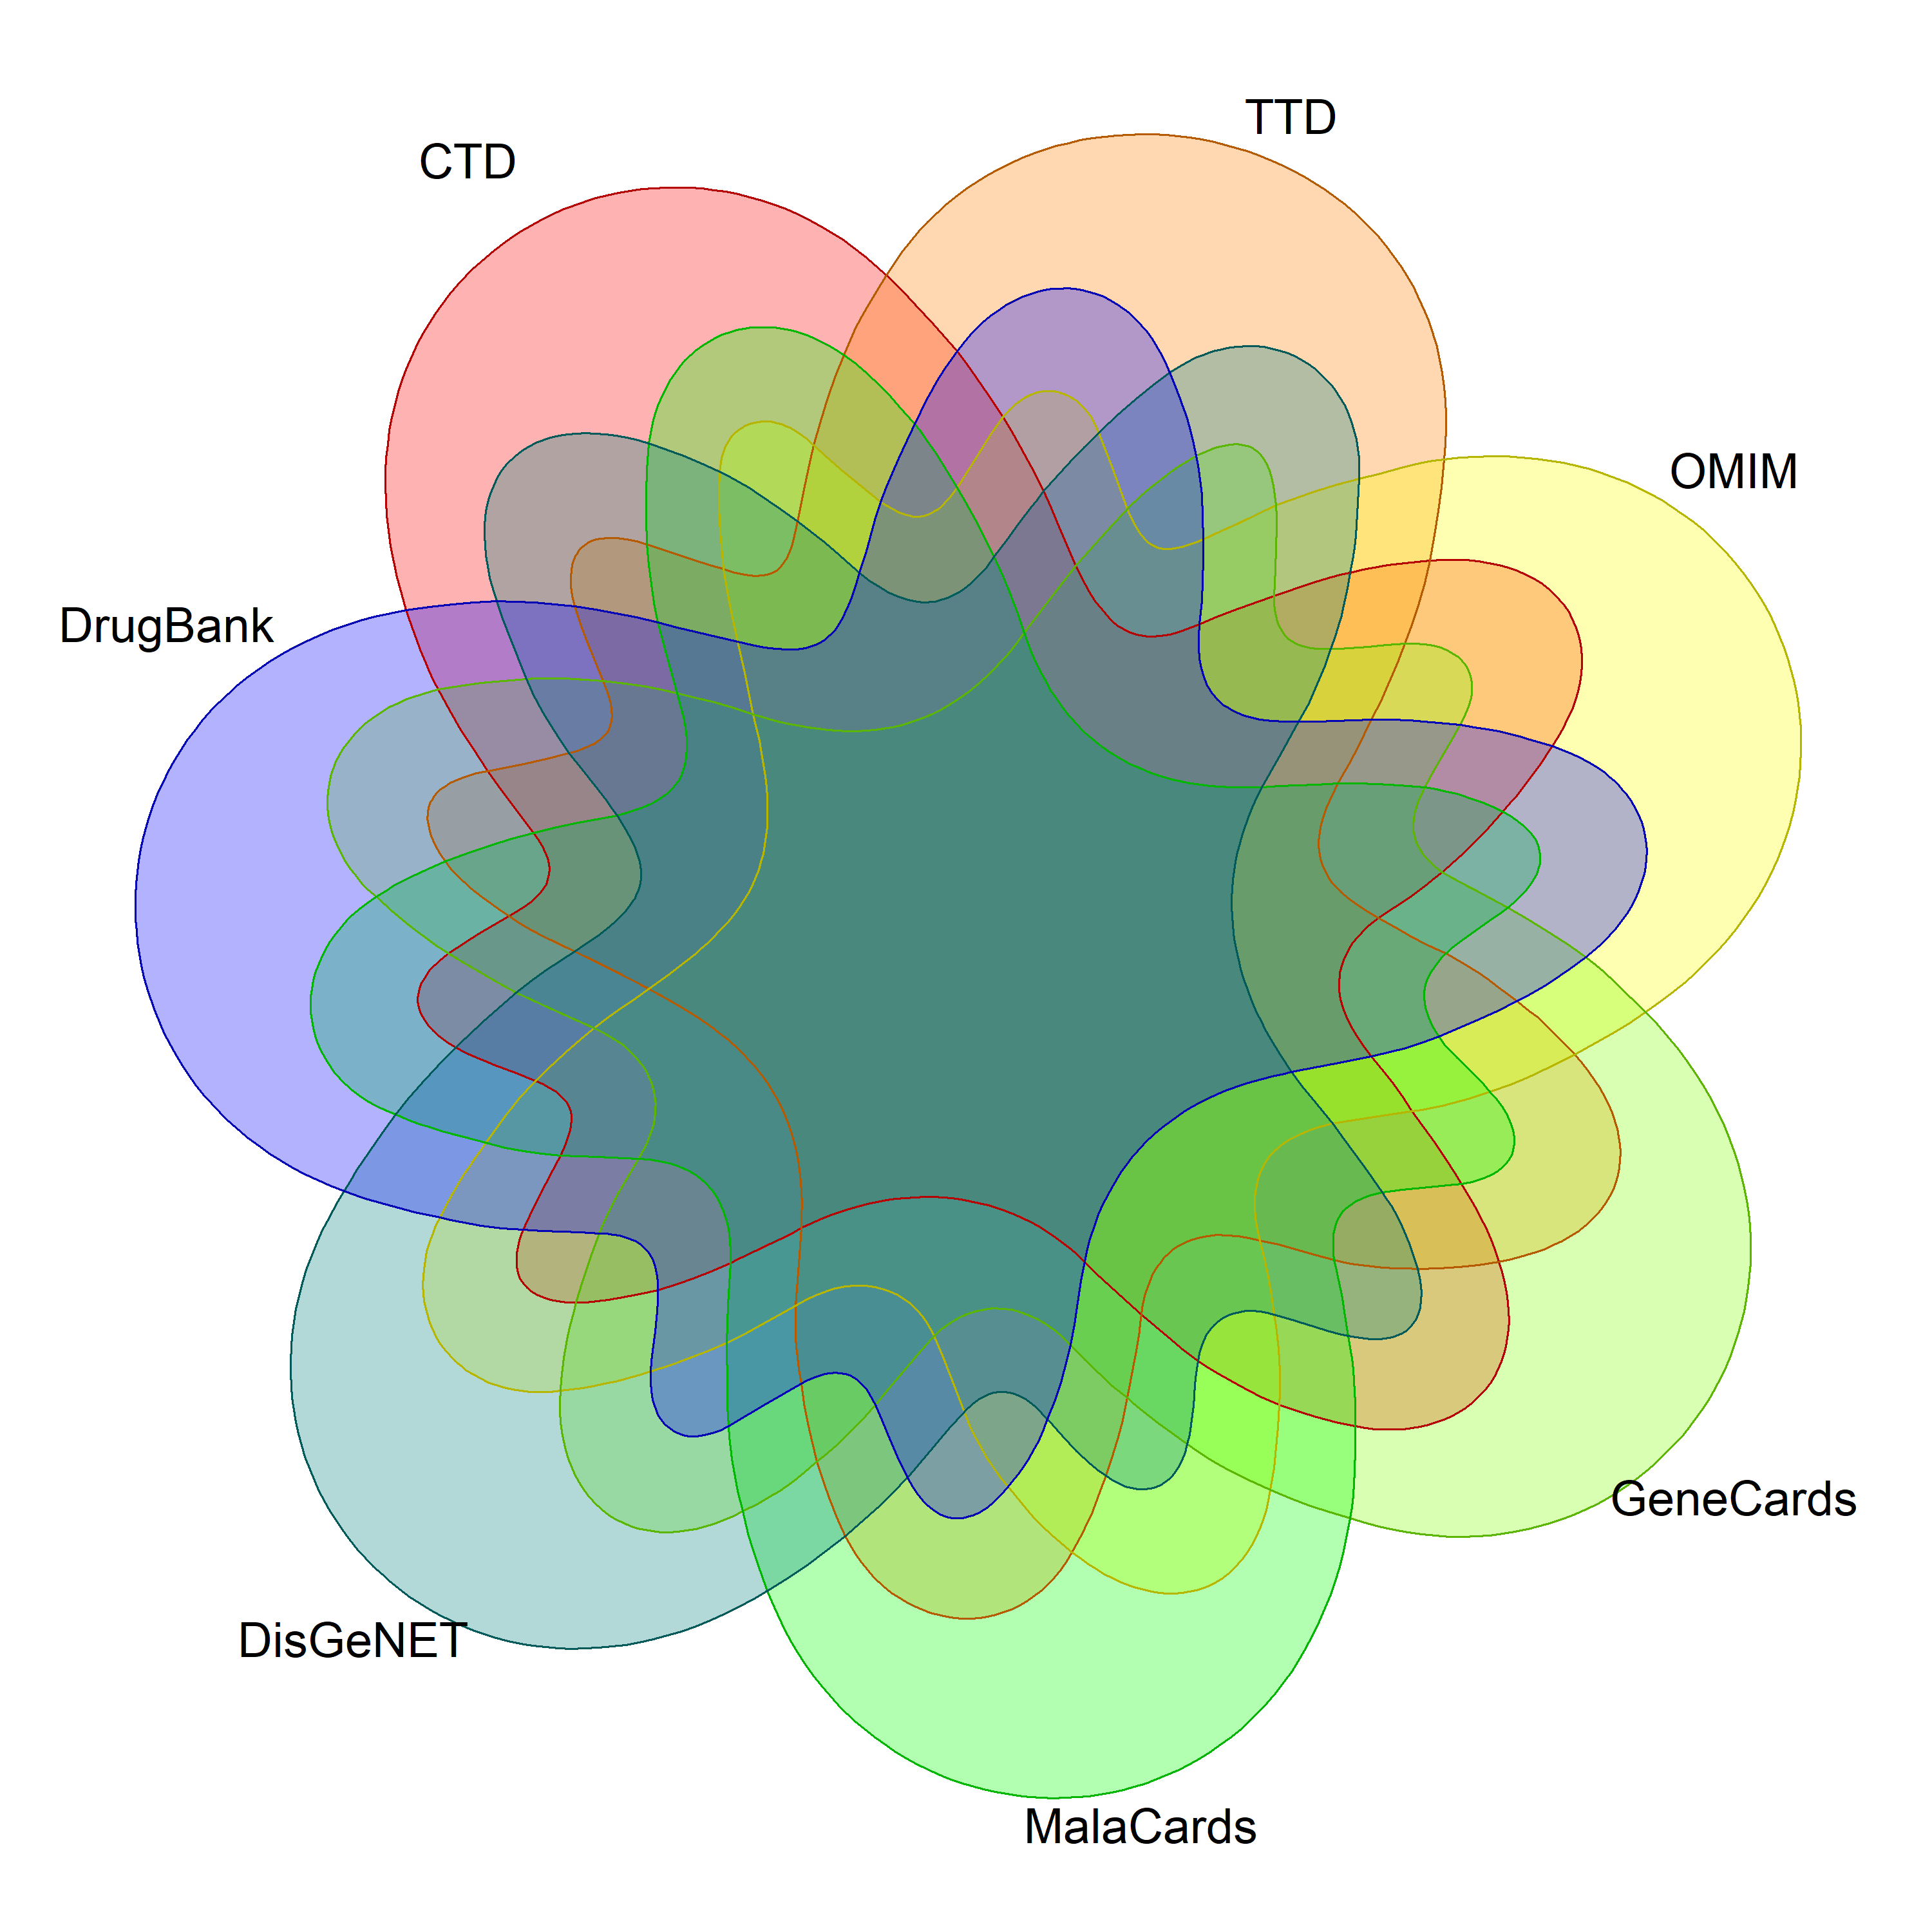 TTD
CTD
OMIM
DrugBank
GeneCards
DisGeNET
MalaCards